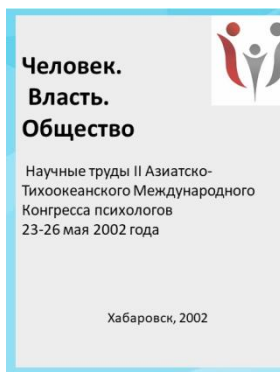 Человек.
Власть.
Общество
Научные труды II Азиатско-
Тихоокеанского Международного
Конгресса психологов
23-26 мая 2002 года
Хабаровск, 2002